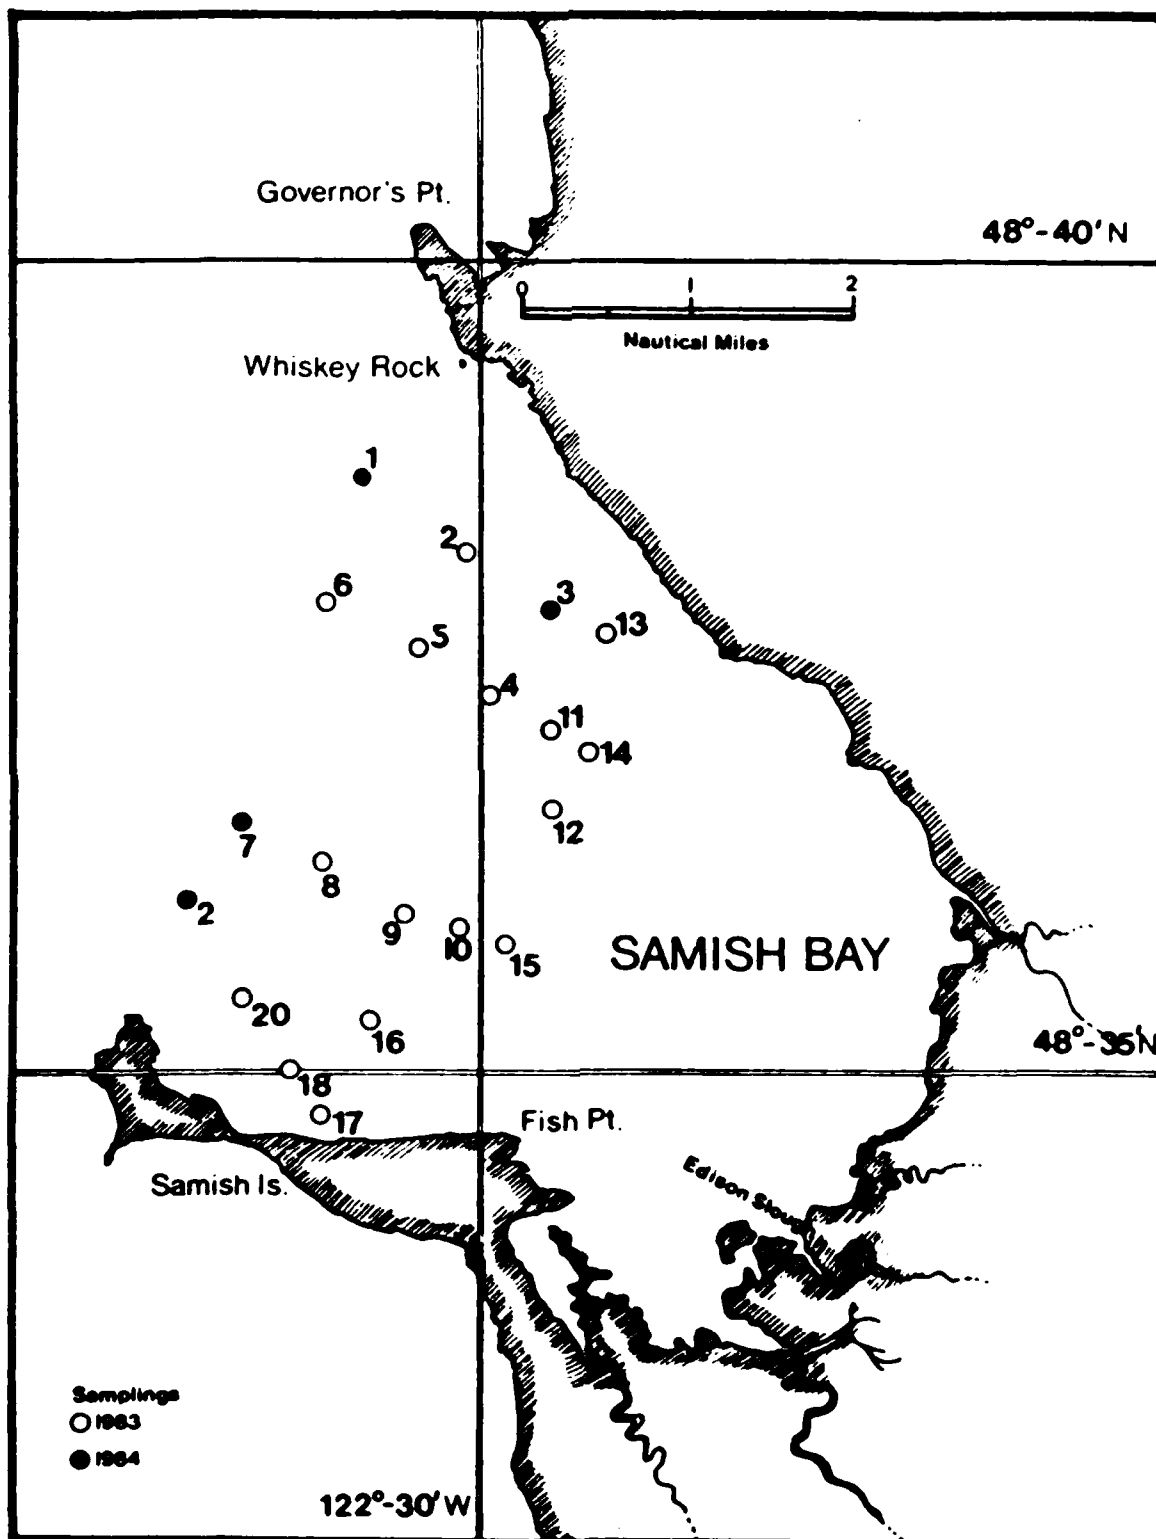 Governor's Pt.
48°-40' N
0 1 2
Nautical Miles
Whiskey Rock
1
2
6
3
13
5
4
11
14
12
7
8
2
9
10
15
SAMISH BAY
20
16
48°-35'N
18
17
Fish Pt.
Samish Is.
Edison Slough
Samplings
1983
1984
122°-30'W